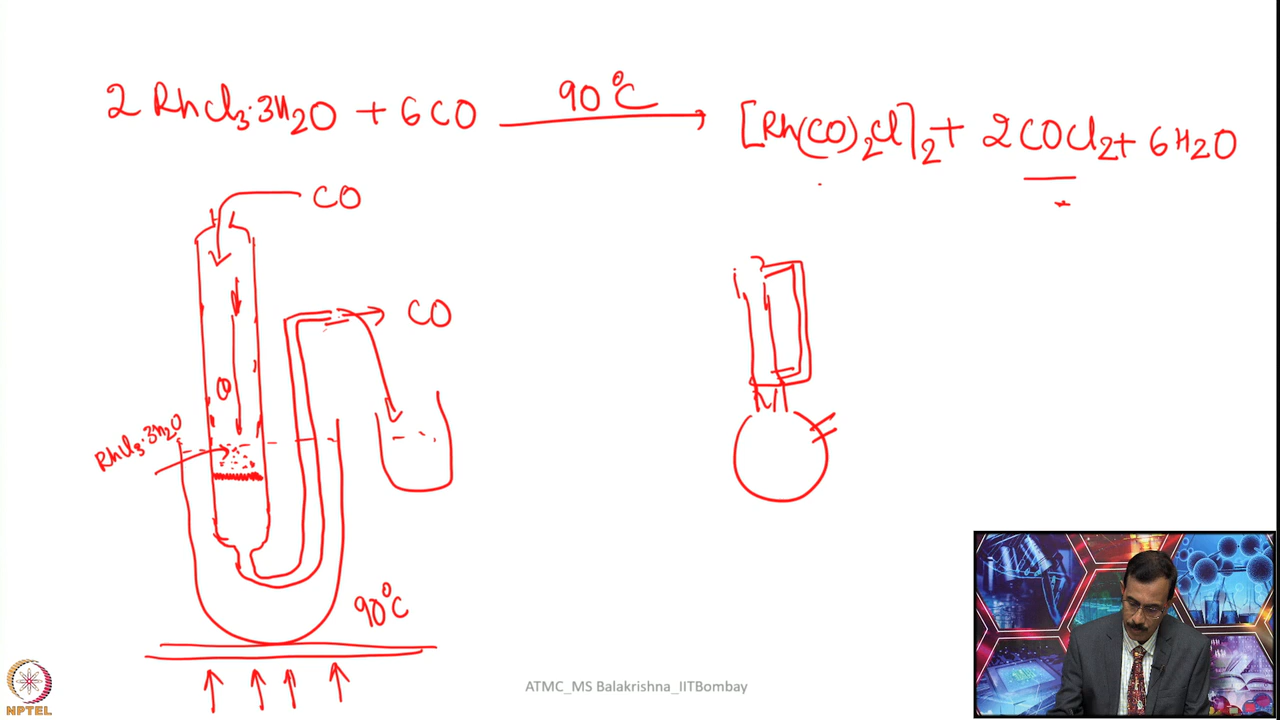 2 RhCl₃·3H₂O + 6CO 90°C → [Rh(CO)₂Cl]₂ + 2COCl₂ + 6H₂O
CO
CO
RhCl₃·3H₂O
90°C
NPTEL
ATMC_MS Balakrishna_IITBombay